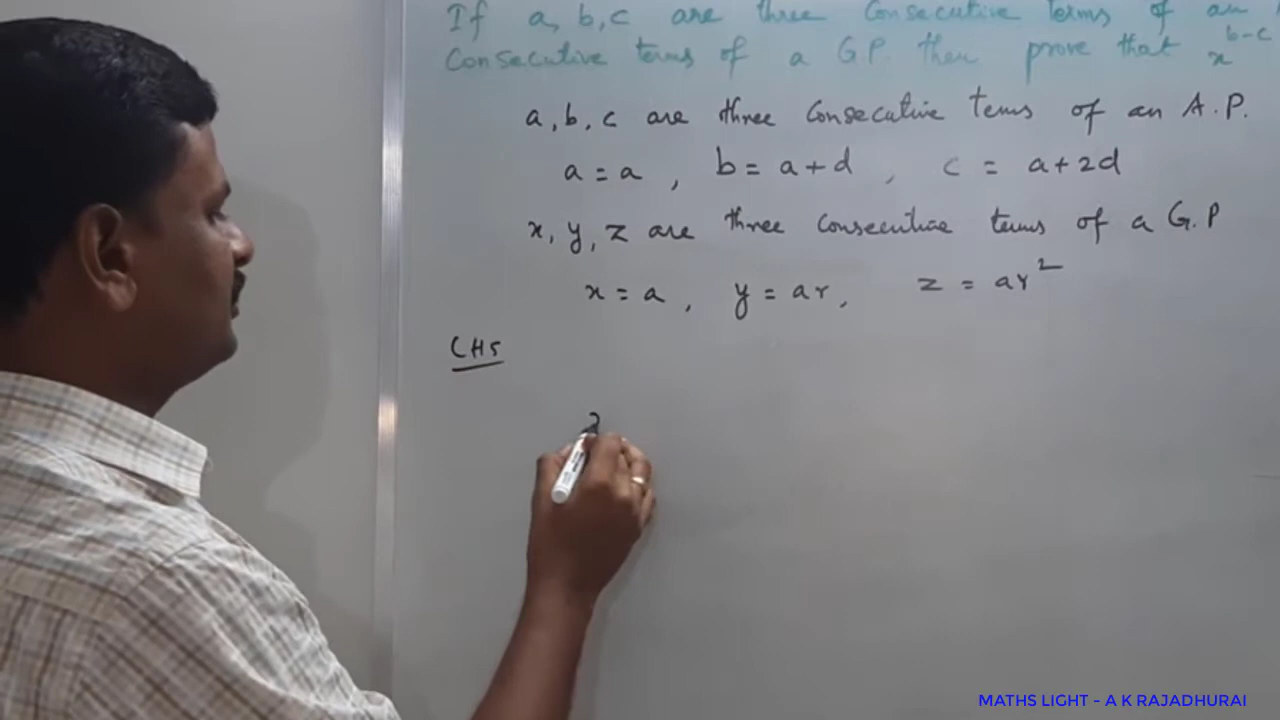 If a, b, c are three Consecutive terms of an
Consecutive terms of a G.P. then prove that x^b-c
a, b, c are three Consecutive terms of an A.P.
a = a , b = a + d , c = a + 2d
x, y, z are three consecutive terms of a G.P
x = a , y = ar , z = ar²
LHS
MATHS LIGHT - A K RAJADHURAI